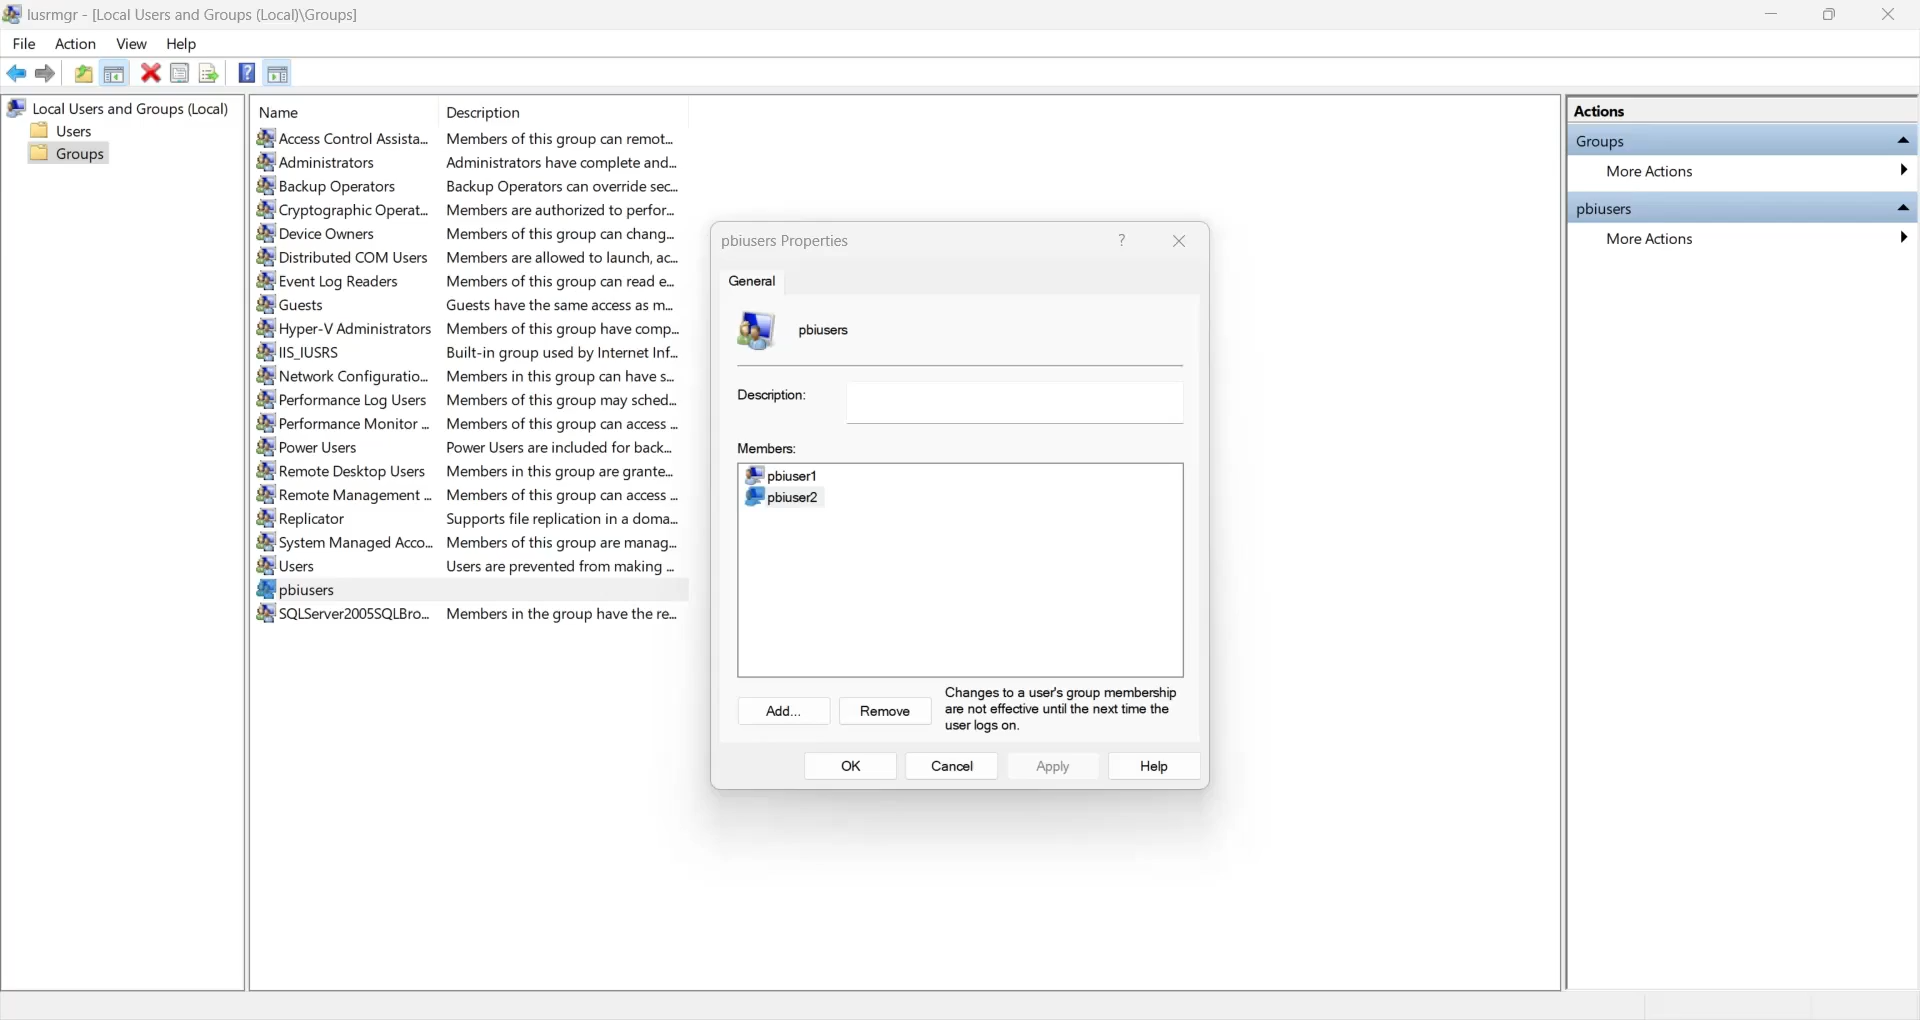 lusrmgr - [Local Users and Groups (Local)\Groups]
File Action View Help
Local Users and Groups (Local)
Users
Groups
Name Description
Access Control Assista... Members of this group can remot...
Administrators Administrators have complete and...
Backup Operators Backup Operators can override sec...
Cryptographic Operat... Members are authorized to perfor...
Device Owners Members of this group can chang...
Distributed COM Users Members are allowed to launch, ac...
Event Log Readers Members of this group can read e...
Guests Guests have the same access as m...
Hyper-V Administrators Members of this group have comp...
IIS_IUSRS Built-in group used by Internet Inf...
Network Configuratio... Members in this group can have s...
Performance Log Users Members of this group may sched...
Performance Monitor ... Members of this group can access ...
Power Users Power Users are included for back...
Remote Desktop Users Members in this group are grante...
Remote Management ... Members of this group can access ...
Replicator Supports file replication in a doma...
System Managed Acco... Members of this group are manag...
Users Users are prevented from making ...
pbiusers
SQLServer2005SQLBro... Members in the group have the re...
pbiusers Properties ?
General
pbiusers
Description:
Members:
pbiuser1
pbiuser2
Add... Remove
Changes to a user's group membership
are not effective until the next time the
user logs on.
OK Cancel Apply Help
Actions
Groups
More Actions
pbiusers
More Actions